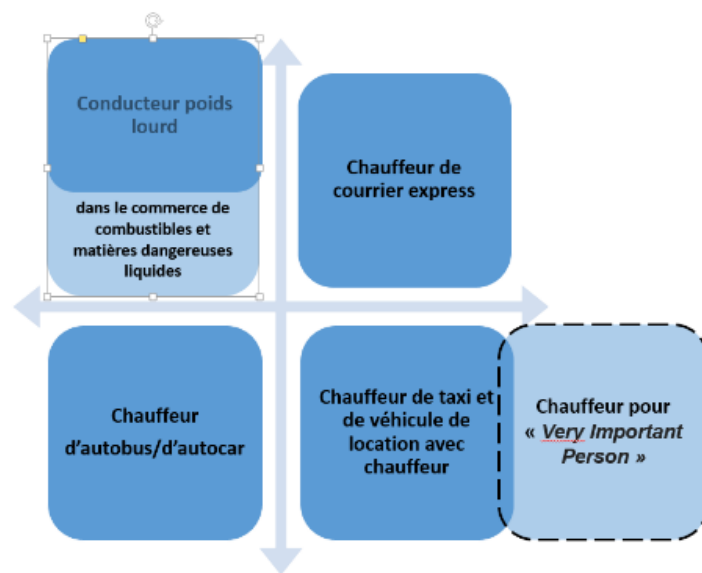 Conducteur poids
lourd
dans le commerce de
combustibles et
matières dangereuses
liquides
Chauffeur de
courrier express
Chauffeur
d’autobus/d’autocar
Chauffeur de taxi et
de véhicule de
location avec
chauffeur
Chauffeur pour
« Very Important
Person »